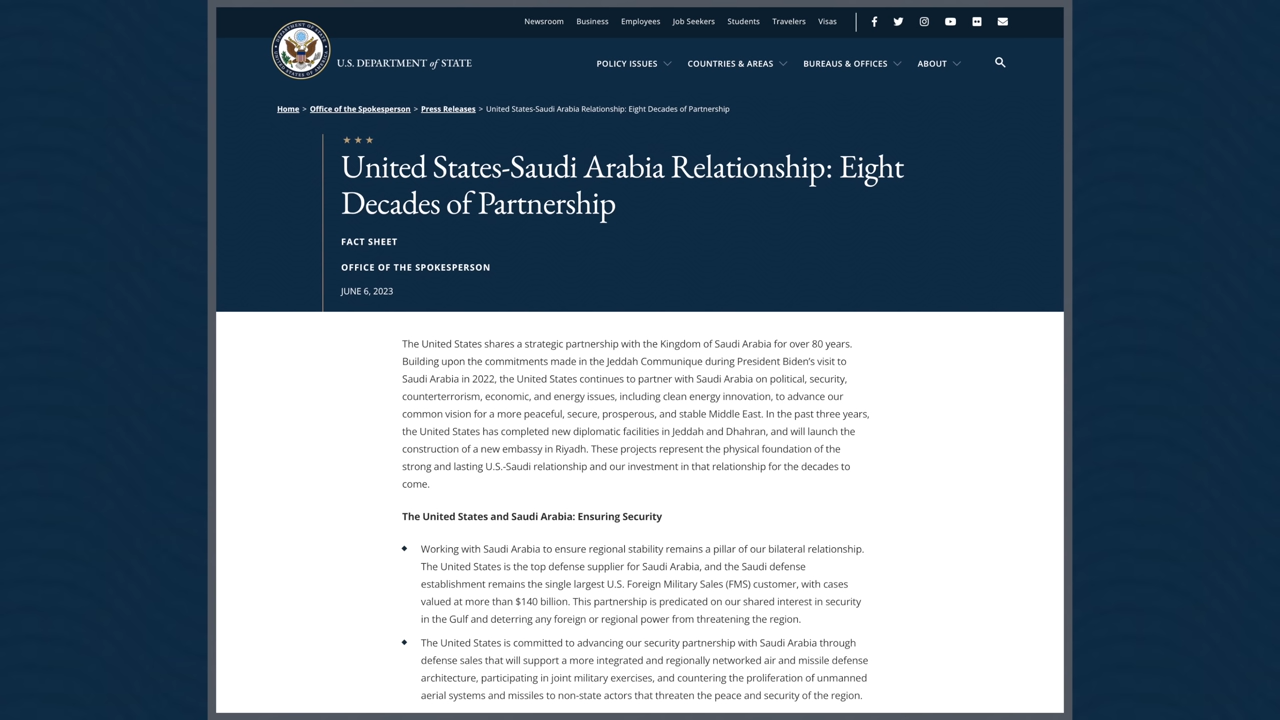 Newsroom Business Employees Job Seekers Students Travelers Visas
U.S. DEPARTMENT of STATE
POLICY ISSUES COUNTRIES & AREAS BUREAUS & OFFICES ABOUT
Home > Office of the Spokesperson > Press Releases > United States-Saudi Arabia Relationship: Eight Decades of Partnership
United States-Saudi Arabia Relationship: Eight
Decades of Partnership
FACT SHEET
OFFICE OF THE SPOKESPERSON
JUNE 6, 2023
The United States shares a strategic partnership with the Kingdom of Saudi Arabia for over 80 years.
Building upon the commitments made in the Jeddah Communique during President Biden's visit to
Saudi Arabia in 2022, the United States continues to partner with Saudi Arabia on political, security,
counterterrorism, economic, and energy issues, including clean energy innovation, to advance our
common vision for a more peaceful, secure, prosperous, and stable Middle East. In the past three years,
the United States has completed new diplomatic facilities in Jeddah and Dhahran, and will launch the
construction of a new embassy in Riyadh. These projects represent the physical foundation of the
strong and lasting U.S.-Saudi relationship and our investment in that relationship for the decades to
come.
The United States and Saudi Arabia: Ensuring Security
Working with Saudi Arabia to ensure regional stability remains a pillar of our bilateral relationship.
The United States is the top defense supplier for Saudi Arabia, and the Saudi defense
establishment remains the single largest U.S. Foreign Military Sales (FMS) customer, with cases
valued at more than $140 billion. This partnership is predicated on our shared interest in security
in the Gulf and deterring any foreign or regional power from threatening the region.
The United States is committed to advancing our security partnership with Saudi Arabia through
defense sales that will support a more integrated and regionally networked air and missile defense
architecture, participating in joint military exercises, and countering the proliferation of unmanned
aerial systems and missiles to non-state actors that threaten the peace and security of the region.